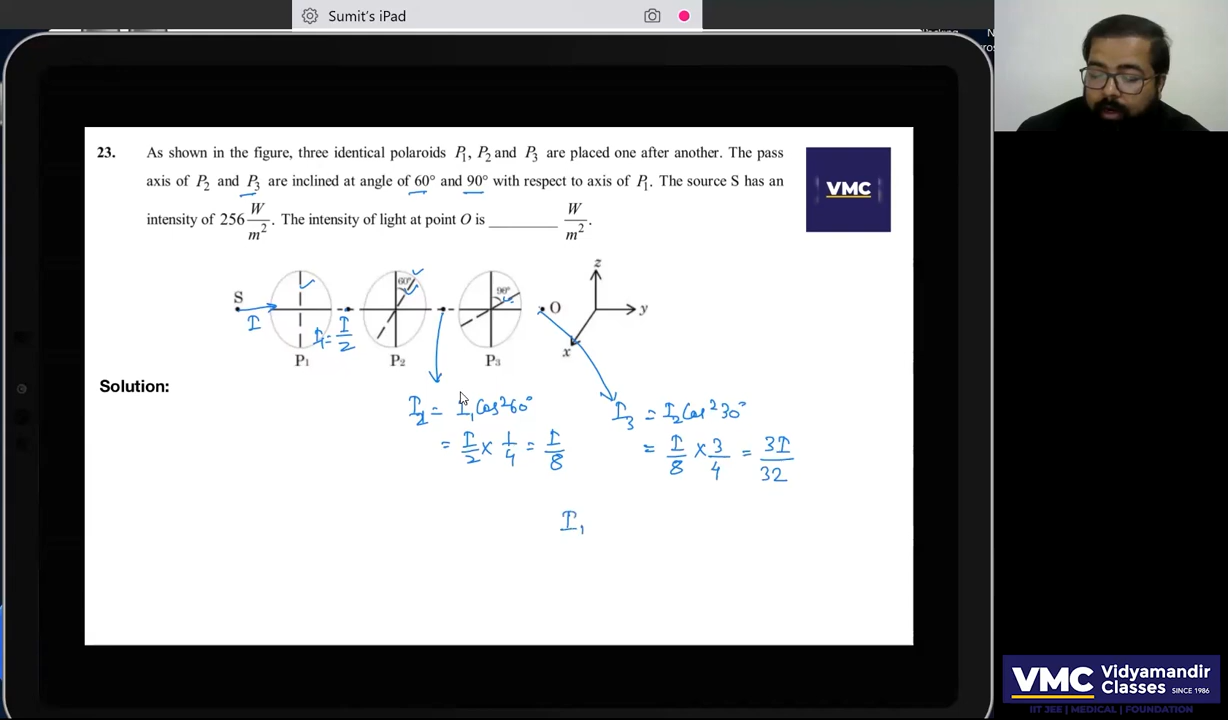 Sumit's iPad
23. As shown in the figure, three identical polaroids P₁, P₂ and P₃ are placed one after another. The pass
axis of P₂ and P₃ are inclined at angle of 60° and 90° with respect to axis of P₁. The source S has an
intensity of 256 W/m². The intensity of light at point O is ________ W/m².
VMC
S
I
I₁ = I/2
P₁
60°
P₂
90°
P₃
O
z
y
x
Solution:
I₂ = I₁ Cos²60°
= I/2 × 1/4 = I/8
I₃ = I₂ Cos²30°
= I/8 × 3/4 = 3I/32
I₁
VMC Vidyamandir Classes SINCE 1986
IIT JEE | MEDICAL | FOUNDATION